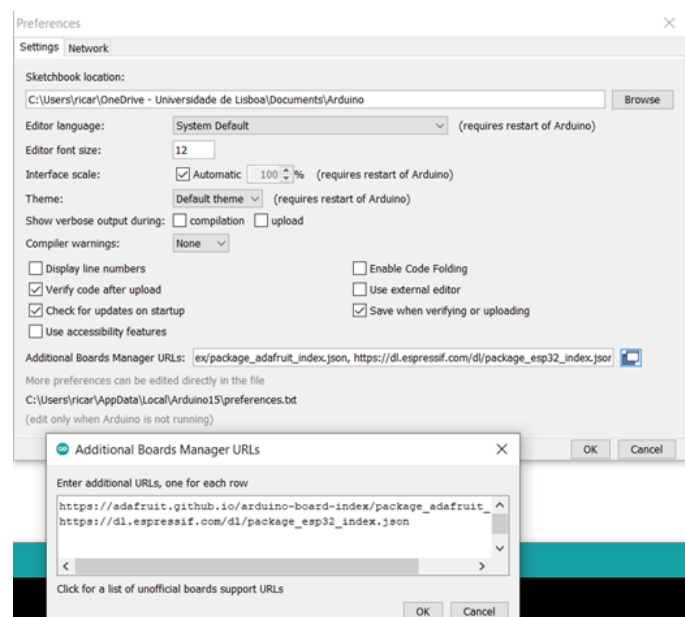 Preferences
Settings Network
Sketchbook location:
C:\Users\ricar\OneDrive - Universidade de Lisboa\Documents\Arduino Browse
Editor language: System Default (requires restart of Arduino)
Editor font size: 12
Interface scale: Automatic 100 % (requires restart of Arduino)
Theme: Default theme (requires restart of Arduino)
Show verbose output during: compilation upload
Compiler warnings: None
Display line numbers Enable Code Folding
Verify code after upload Use external editor
Check for updates on startup Save when verifying or uploading
Use accessibility features
Additional Boards Manager URLs: ex/package_adafruit_index.json, https://dl.espressif.com/dl/package_esp32_index.jsor
More preferences can be edited directly in the file
C:\Users\ricar\AppData\Local\Arduino15\preferences.txt
(edit only when Arduino is not running)
OK Cancel
Additional Boards Manager URLs
Enter additional URLs, one for each row
https://adafruit.github.io/arduino-board-index/package_adafruit_
https://dl.espressif.com/dl/package_esp32_index.json
Click for a list of unofficial boards support URLs
OK Cancel